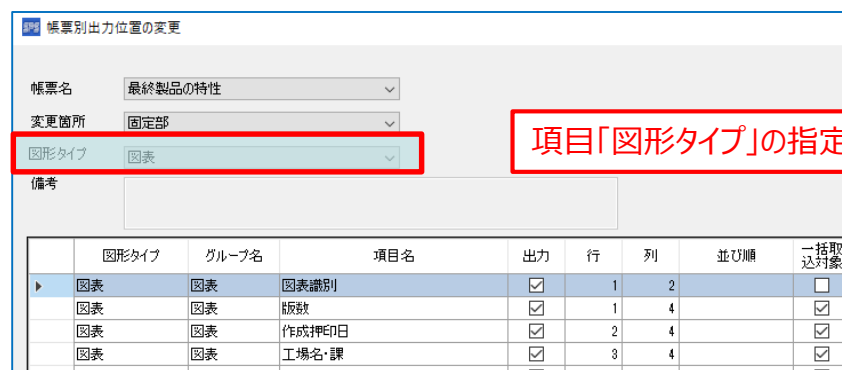 帳票別出力位置の変更
帳票名 最終製品の特性
変更箇所 固定部
図形タイプ 図表
項目「図形タイプ」の指定
備考
図形タイプ グループ名 項目名 出力 行 列 並び順 一括取込対象
図表 図表 図表識別 1 2
図表 図表 版数 1 4
図表 図表 作成押印日 2 4
図表 図表 工場名・課 3 4